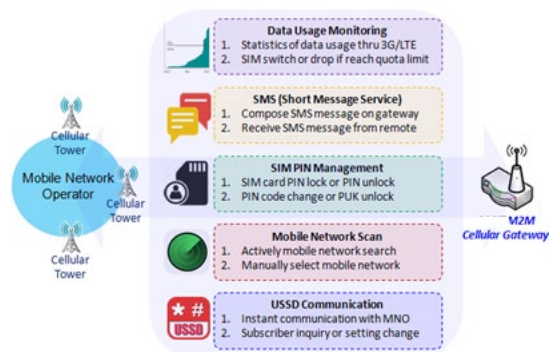 Data Usage Monitoring
1. Statistics of data usage thru 3G/LTE
2. SIM switch or drop if reach quota limit
SMS (Short Message Service)
1. Compose SMS message on gateway
2. Receive SMS message from remote
Cellular
Tower
Mobile Network
Operator
Cellular
Tower
Cellular
Tower
SIM PIN Management
1. SIM card PIN lock or PIN unlock
2. PIN code change or PUK unlock
M2M
Cellular Gateway
Mobile Network Scan
1. Actively mobile network search
2. Manually select mobile network
* #
USSD
USSD Communication
1. Instant communication with MNO
2. Subscriber inquiry or setting change